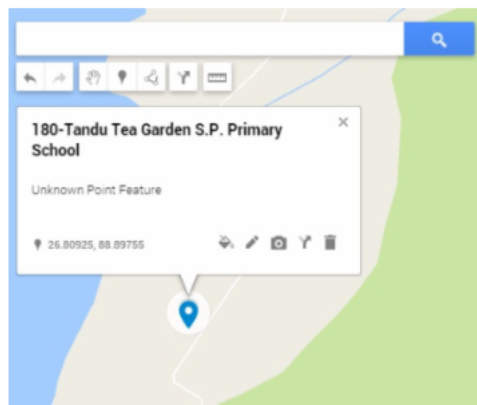 180-Tandu Tea Garden S.P. Primary
School
Unknown Point Feature
26.80925, 88.89755